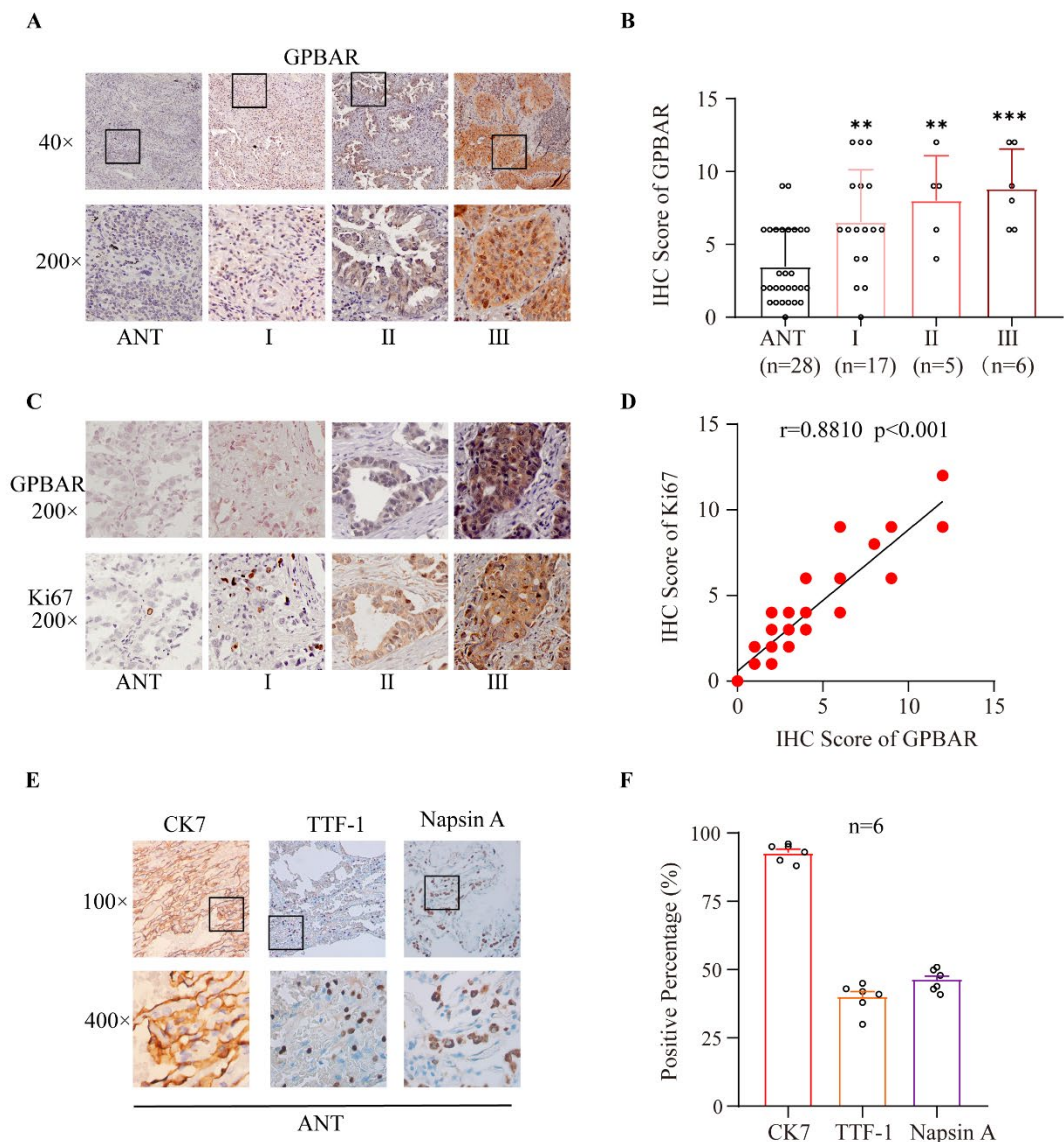 A
GPBAR
40×
200×
ANT I II III
B
IHC Score of GPBAR
15
10
5
0
** ** ***
ANT I II III
(n=28) (n=17) (n=5) (n=6)
C
GPBAR
200×
Ki67
200×
ANT I II III
D
r=0.8810 p<0.001
IHC Score of Ki67
15
10
5
0
0 5 10 15
IHC Score of GPBAR
E
CK7 TTF-1 Napsin A
100×
400×
ANT
F
n=6
Positive Percentage (%)
100
75
50
25
0
CK7 TTF-1 Napsin A